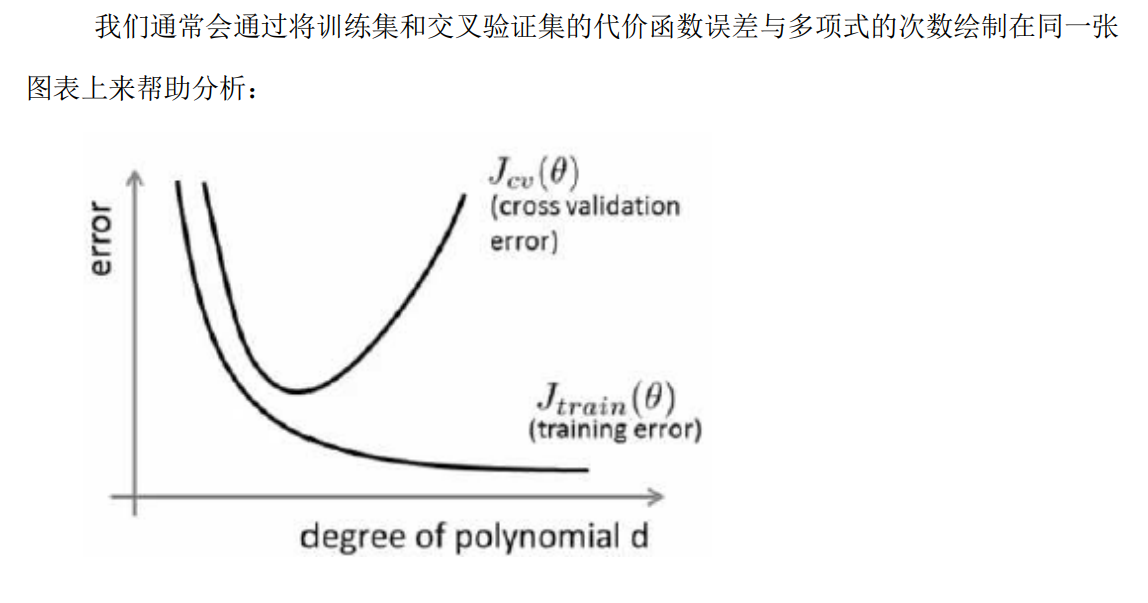 我们通常会通过将训练集和交叉验证集的代价函数误差与多项式的次数绘制在同一张
图表上来帮助分析：
J_{cv}(θ)
(cross validation
error)
error
J_{train}(θ)
(training error)
degree of polynomial d